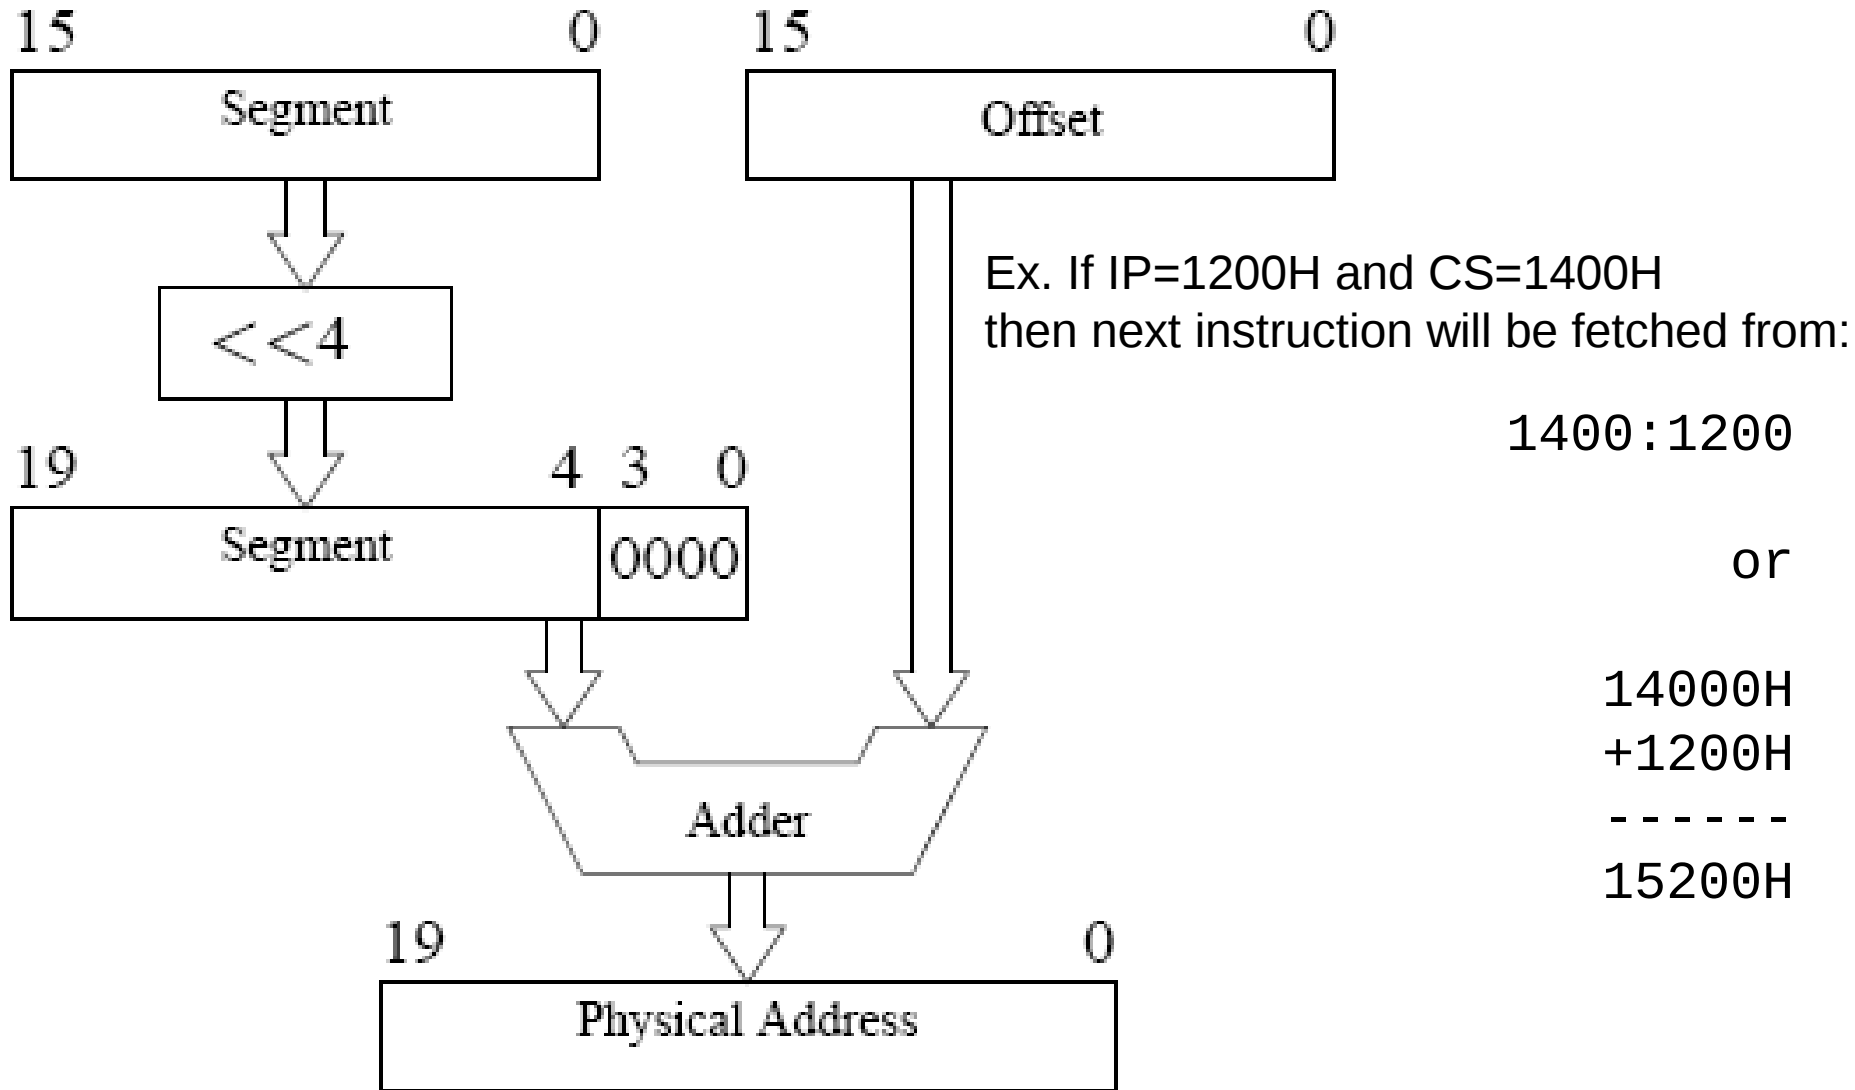 15 0 15 0
Segment
Offset
Ex. If IP=1200H and CS=1400H
then next instruction will be fetched from:
<<4
1400:1200
19 4 3 0
Segment 0000
or
14000H
+1200H
------
15200H
Adder
19 0
Physical Address